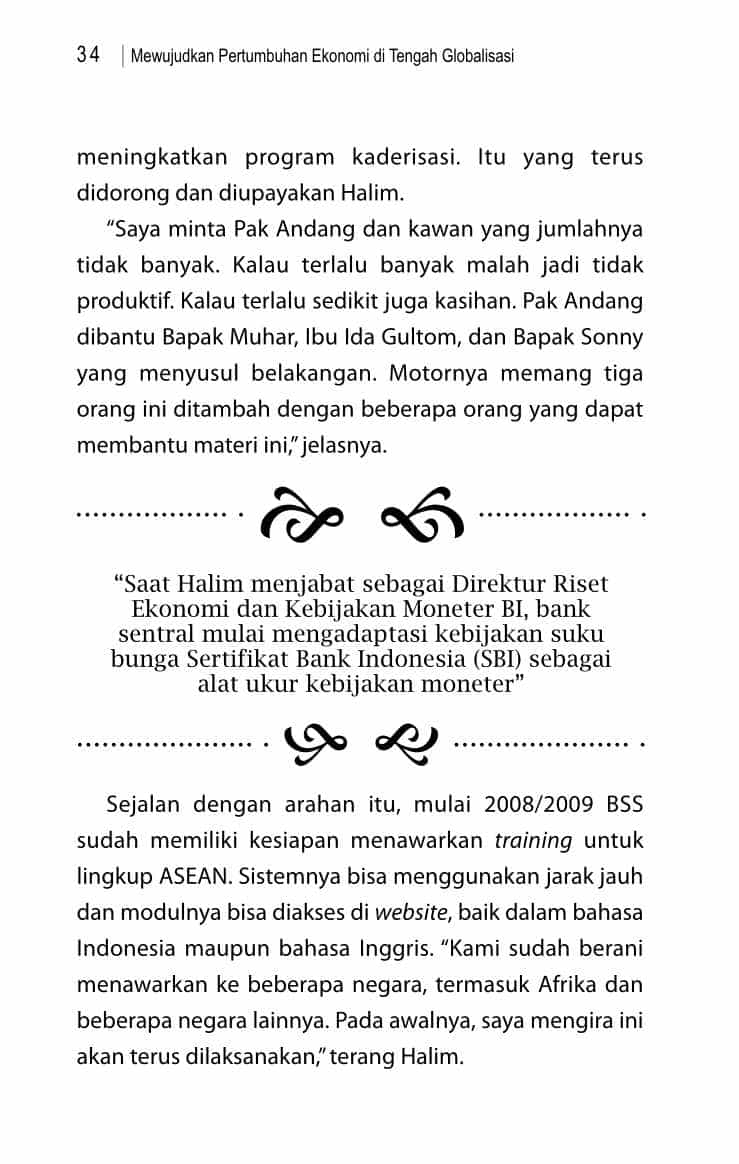 34 | Mewujudkan Pertumbuhan Ekonomi di Tengah Globalisasi
meningkatkan program kaderisasi. Itu yang terus
didorong dan diupayakan Halim.
“Saya minta Pak Andang dan kawan yang jumlahnya
tidak banyak. Kalau terlalu banyak malah jadi tidak
produktif. Kalau terlalu sedikit juga kasihan. Pak Andang
dibantu Bapak Muhar, Ibu Ida Gultom, dan Bapak Sonny
yang menyusul belakangan. Motornya memang tiga
orang ini ditambah dengan beberapa orang yang dapat
membantu materi ini,” jelasnya.
“Saat Halim menjabat sebagai Direktur Riset
Ekonomi dan Kebijakan Moneter BI, bank
sentral mulai mengadaptasi kebijakan suku
bunga Sertifikat Bank Indonesia (SBI) sebagai
alat ukur kebijakan moneter”
Sejalan dengan arahan itu, mulai 2008/2009 BSS
sudah memiliki kesiapan menawarkan training untuk
lingkup ASEAN. Sistemnya bisa menggunakan jarak jauh
dan modulnya bisa diakses di website, baik dalam bahasa
Indonesia maupun bahasa Inggris. “Kami sudah berani
menawarkan ke beberapa negara, termasuk Afrika dan
beberapa negara lainnya. Pada awalnya, saya mengira ini
akan terus dilaksanakan,” terang Halim.